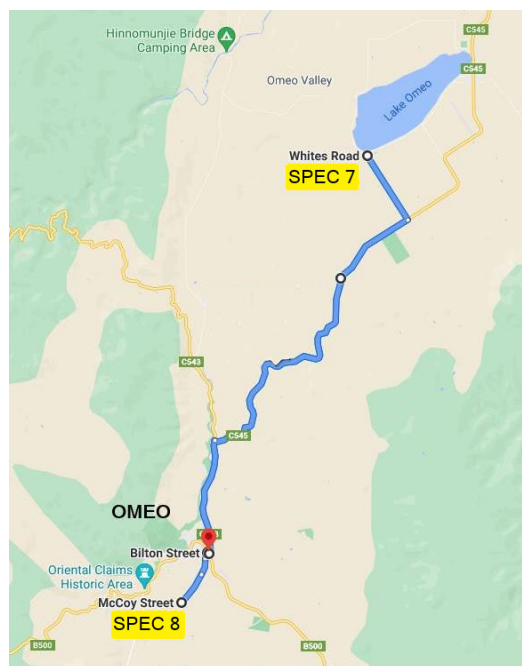 C545
Hinnomunjie Bridge
Camping Area
C545
Omeo Valley
Lake Omeo
Whites Road
SPEC 7
C543
C545
OMEO
Bilton Street
Oriental Claims
Historic Area
McCoy Street
SPEC 8
B500
B500